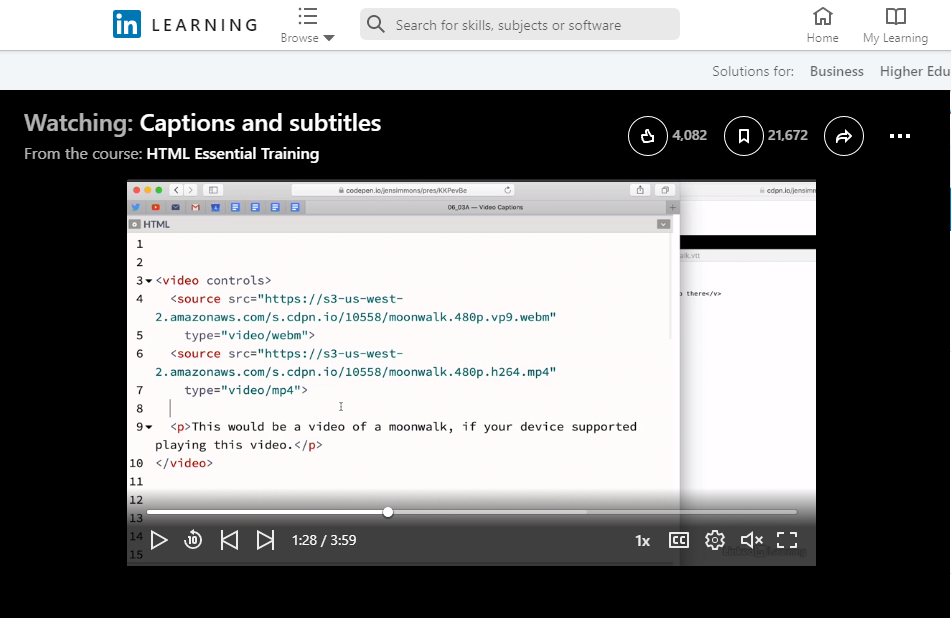 in LEARNING
Browse
Search for skills, subjects or software
Home
My Learning
Solutions for: Business Higher Edu
Watching: Captions and subtitles
From the course: HTML Essential Training
4,082
21,672
codepen.io/jensimmons/pres/KKPevBe
cdpn.io/jensimm
06_03A — Video Captions
HTML
alk.vtt
there</v>
1
2
3 <video controls>
4 <source src="https://s3-us-west-
2.amazonaws.com/s.cdpn.io/10558/moonwalk.480p.vp9.webm"
5 type="video/webm">
6 <source src="https://s3-us-west-
2.amazonaws.com/s.cdpn.io/10558/moonwalk.480p.h264.mp4"
7 type="video/mp4">
8
9 <p>This would be a video of a moonwalk, if your device supported
playing this video.</p>
10 </video>
11
12
13
14
15
10
1:28 / 3:59
1x
CC